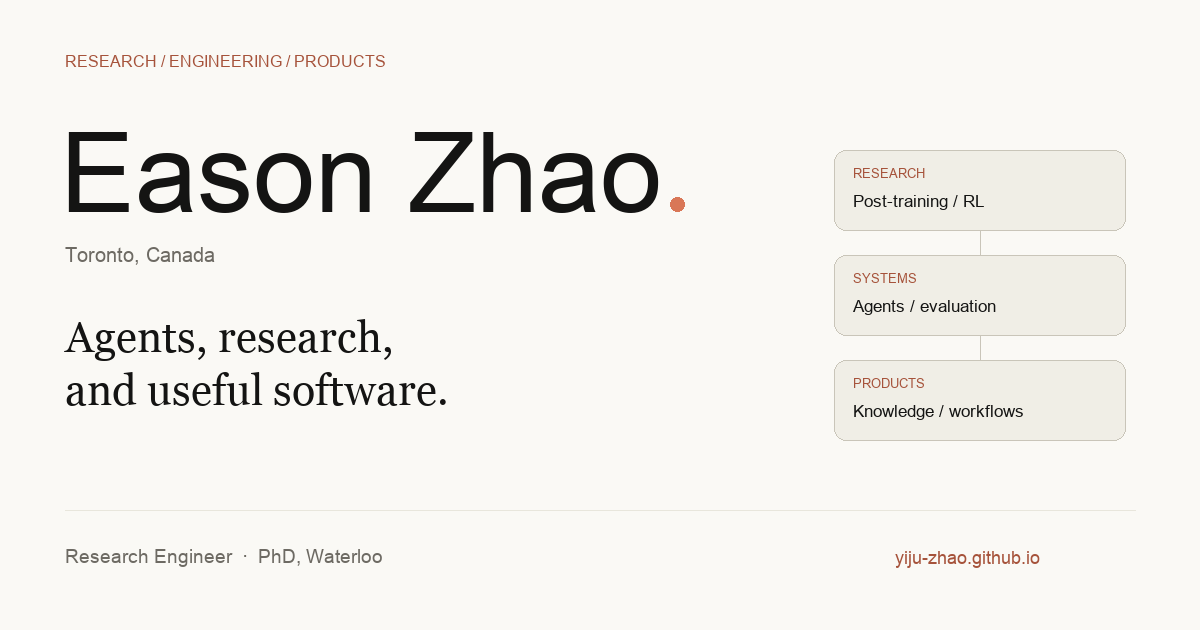 RESEARCH / ENGINEERING / PRODUCTS
Eason Zhao.
Toronto, Canada
Agents, research,
and useful software.
RESEARCH
Post-training / RL
SYSTEMS
Agents / evaluation
PRODUCTS
Knowledge / workflows
Research Engineer · PhD, Waterloo
yiju-zhao.github.io